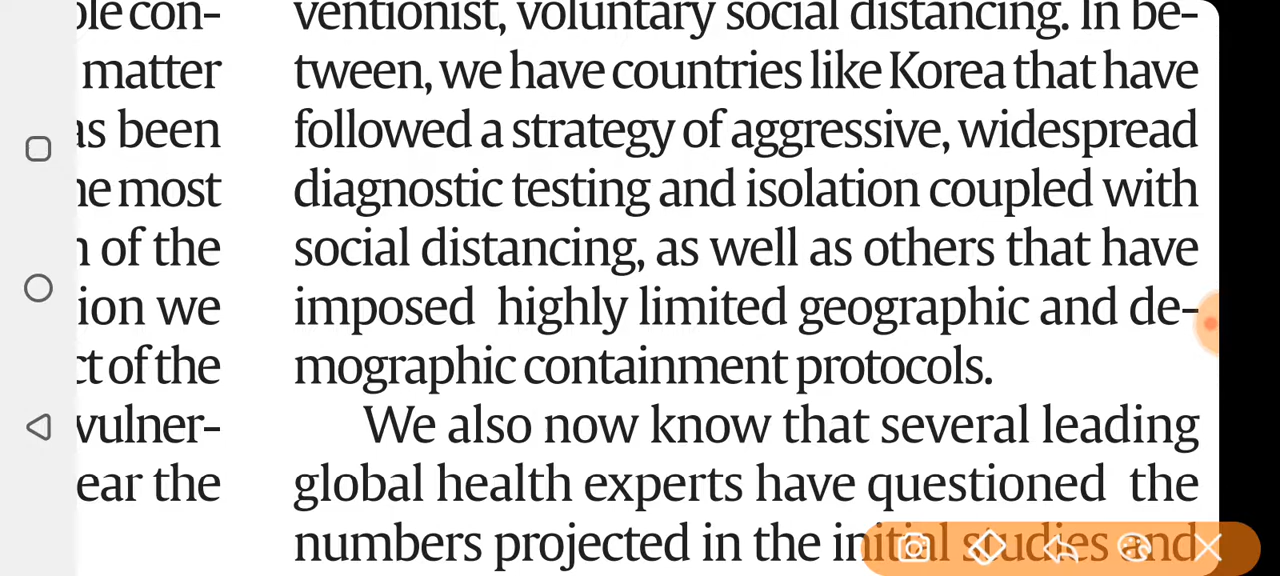 con-
matter
been
most
of the
we
of the
vulner-
the
ventionist, voluntary social distancing. In be-
tween, we have countries like Korea that have
followed a strategy of aggressive, widespread
diagnostic testing and isolation coupled with
social distancing, as well as others that have
imposed highly limited geographic and de-
mographic containment protocols.
We also now know that several leading
global health experts have questioned the
numbers projected in the initial studies and